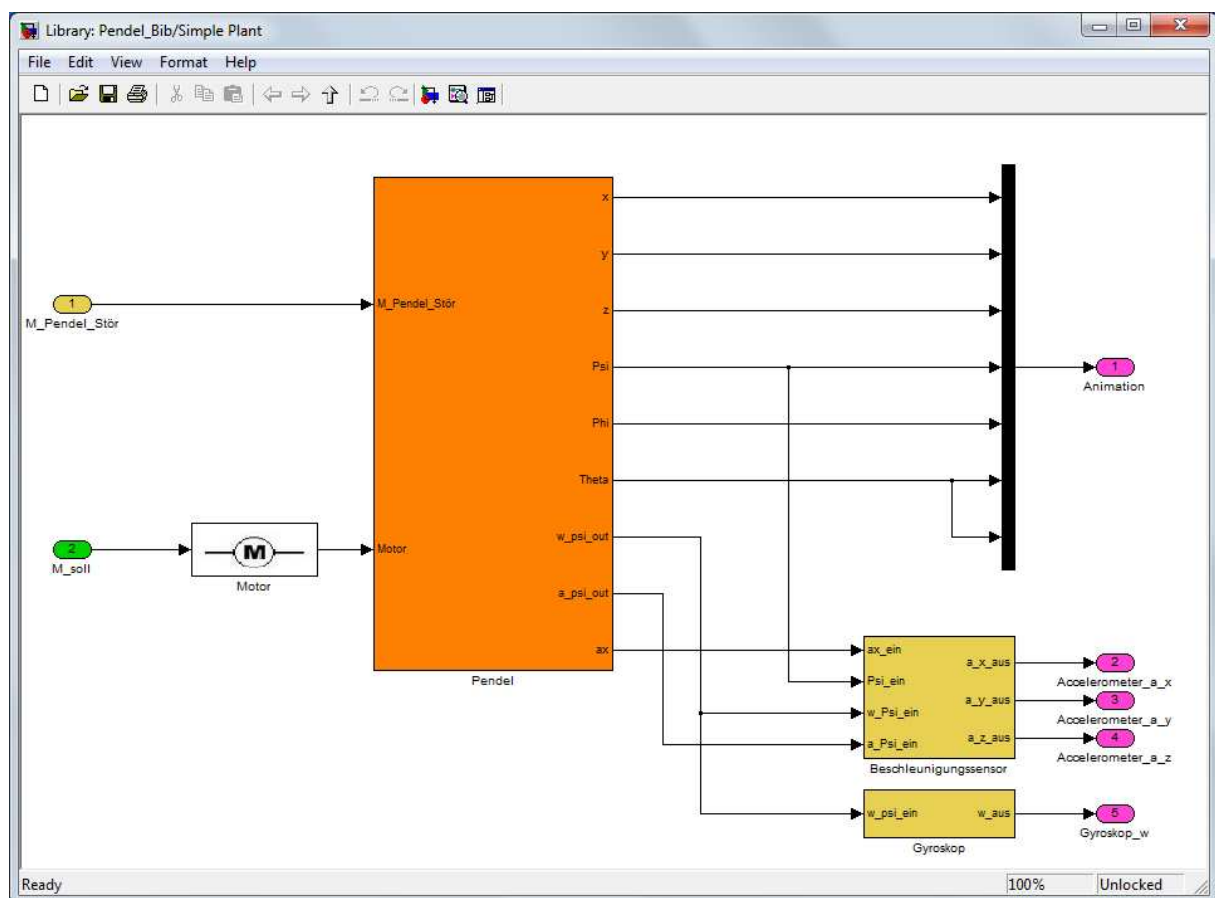 Library: Pendel_Bib/Simple Plant
File Edit View Format Help
x
y
1
M_Pendel_Stör
M_Pendel_Stör
z
Psi
1
Animation
Phi
Theta
w_psi_out
2
M_soll
M
Motor
Motor
a_psi_out
ax
Pendel
ax_ein
Psi_ein
w_Psi_ein
a_Psi_ein
a_x_aus
a_y_aus
a_z_aus
Beschleunigungssensor
2
Accelerometer_a_x
3
Accelerometer_a_y
4
Accelerometer_a_z
w_psi_ein w_aus
Gyroskop
5
Gyroskop_w
Ready 100% Unlocked